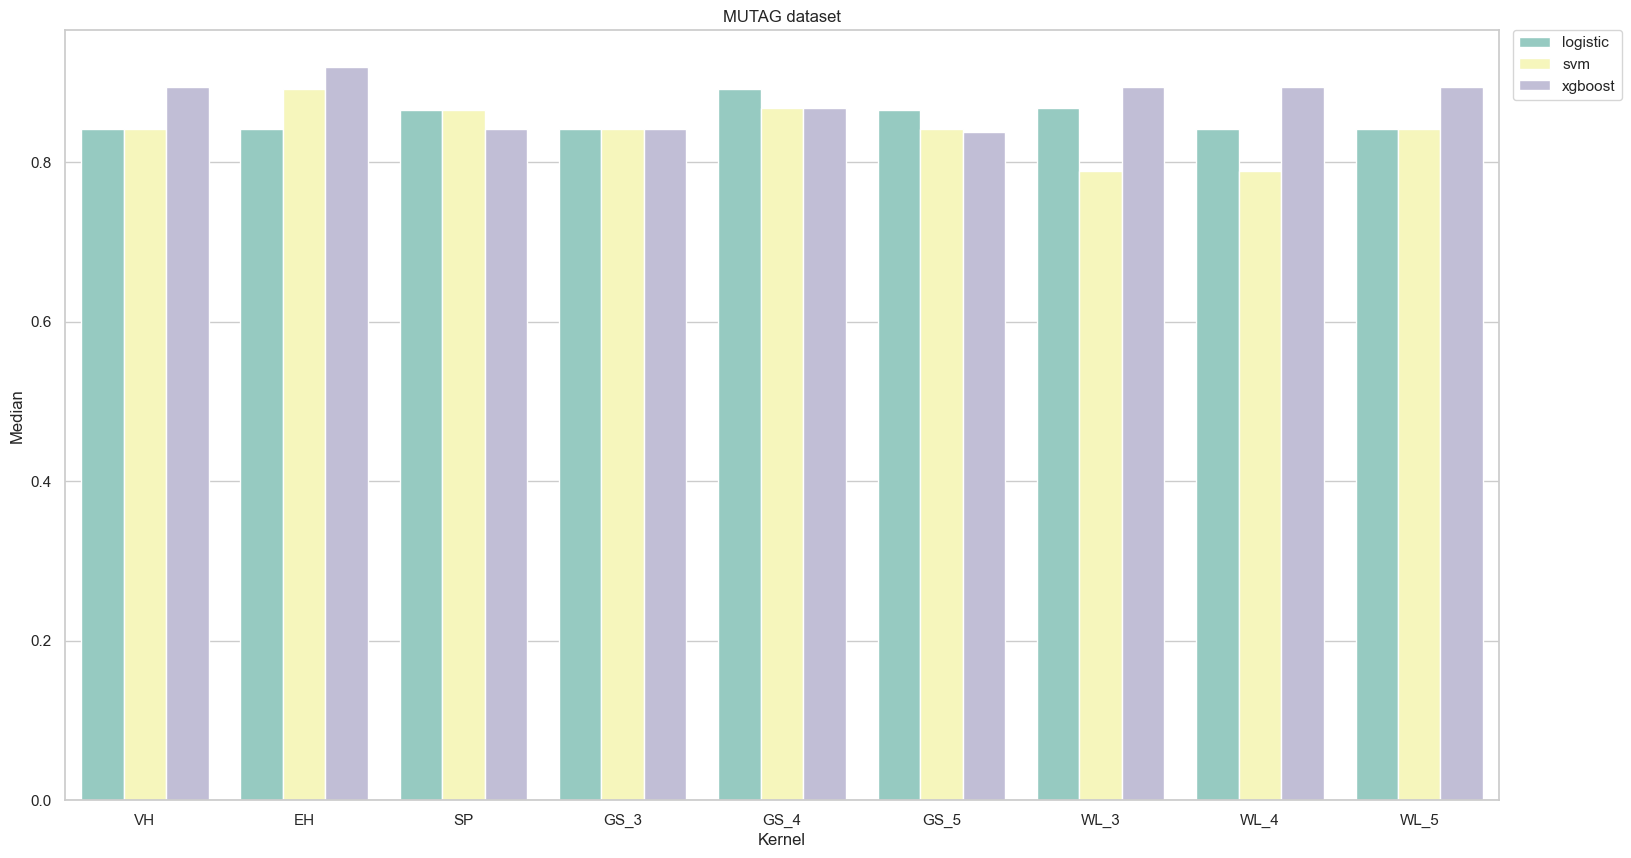 MUTAG dataset
logistic
svm
xgboost
Median
0.8
0.6
0.4
0.2
0.0
VH EH SP GS_3 GS_4 GS_5 WL_3 WL_4 WL_5
Kernel